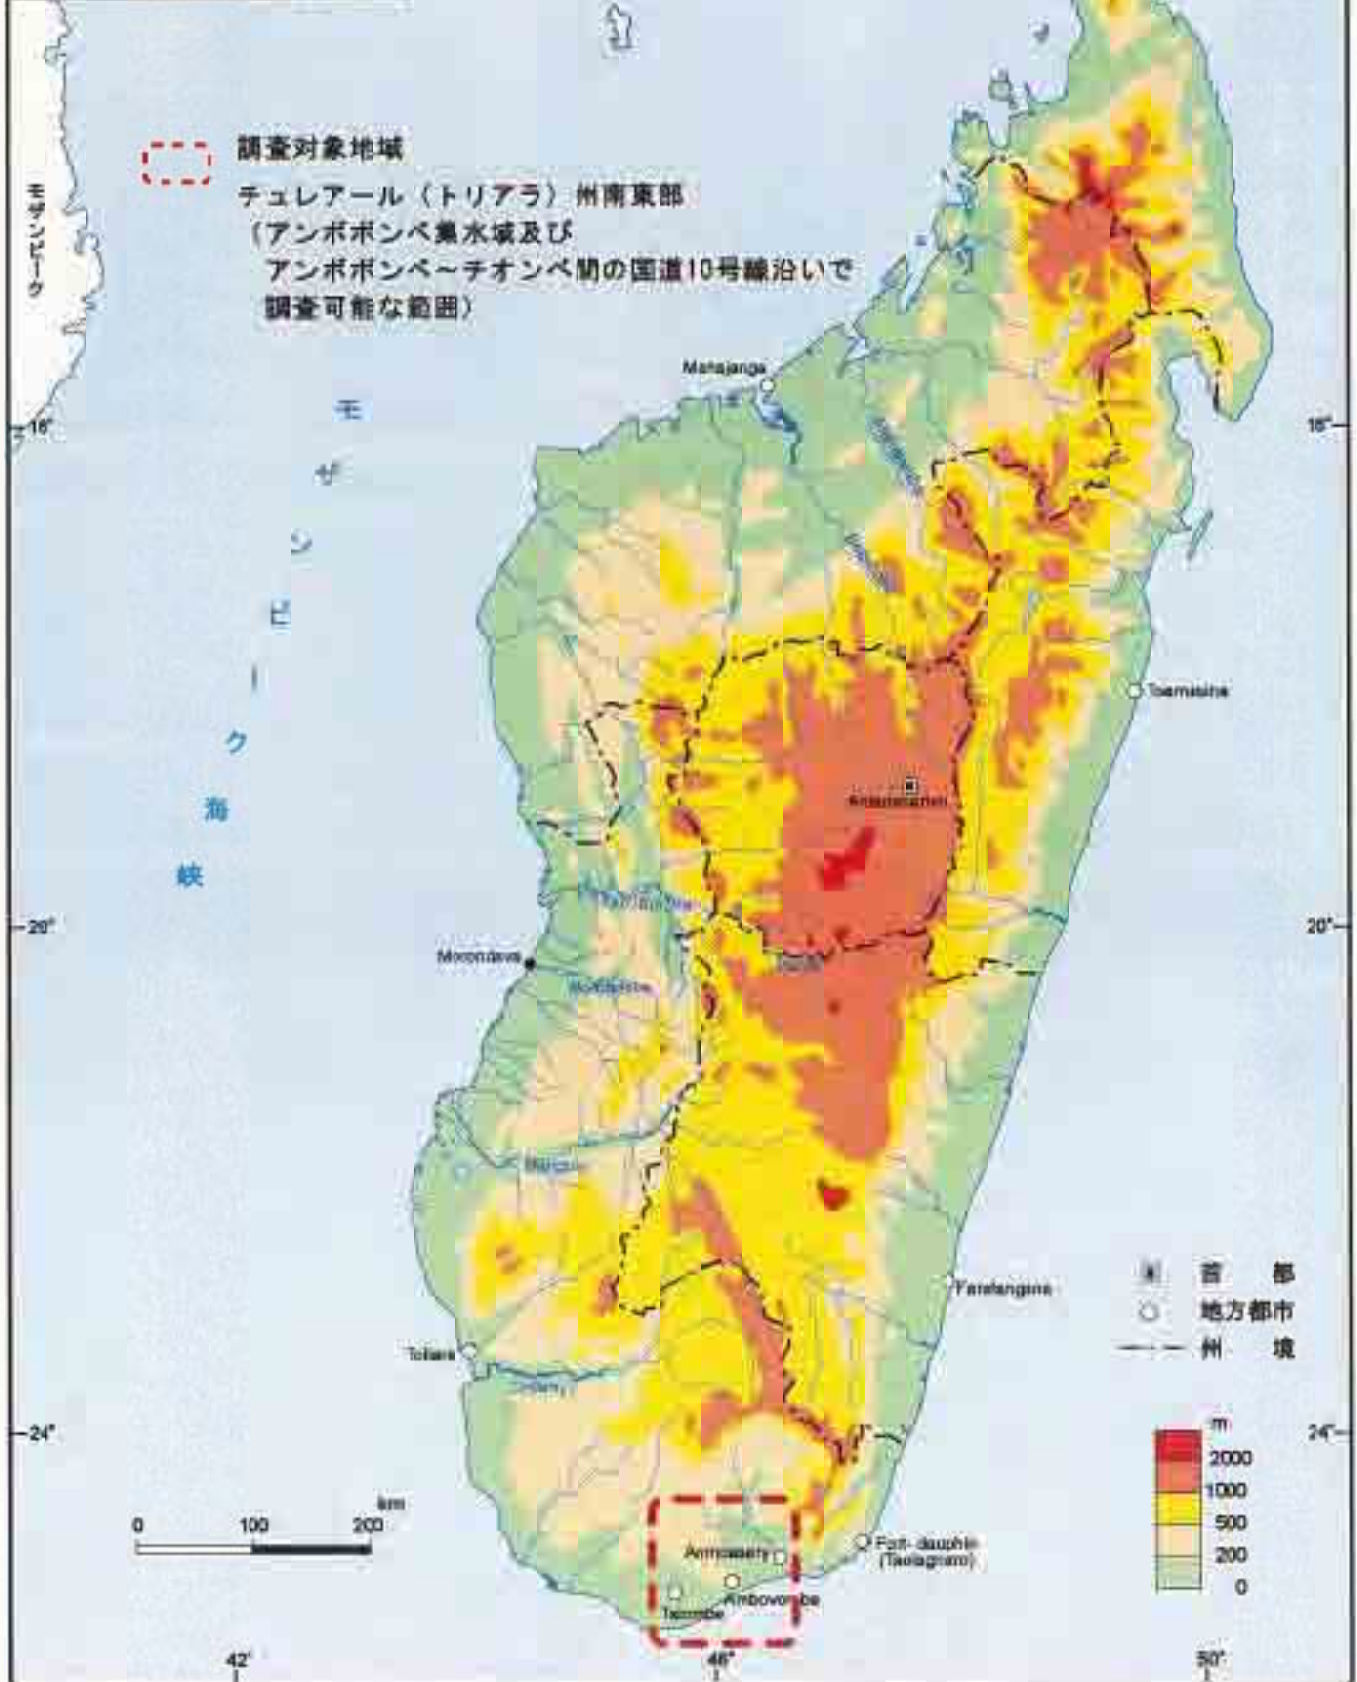 調査対象地域
チュレアール（トリアラ）州南東部
（アンボボンベ集水域及び
アンボボンベ～チオンベ間の国道10号線沿いで
調査可能な範囲）
モザンビーク
モザンビーク海峡
Mahajanga
16°
16°
Toamasina
20°
20°
Morondava
Farafangana
首都
地方都市
州境
Toliara
24°
24°
m
2000
1000
500
200
0
km
0 100 200
Fort-dauphin
(Taolagnaro)
Amboasary
Ambovombe
42°
46°
50°